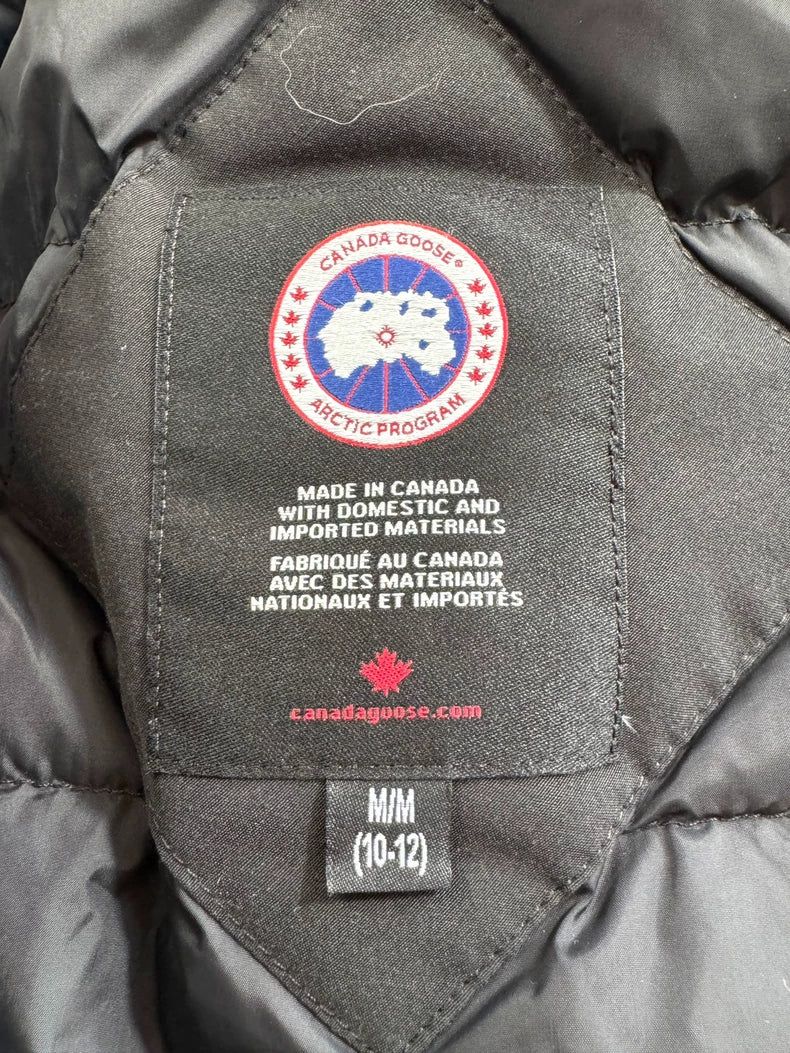 CANADA GOOSE®
ARCTIC PROGRAM
MADE IN CANADA
WITH DOMESTIC AND
IMPORTED MATERIALS
FABRIQUÉ AU CANADA
AVEC DES MATERIAUX
NATIONAUX ET IMPORTÉS
canadagoose.com
M/M
(10-12)